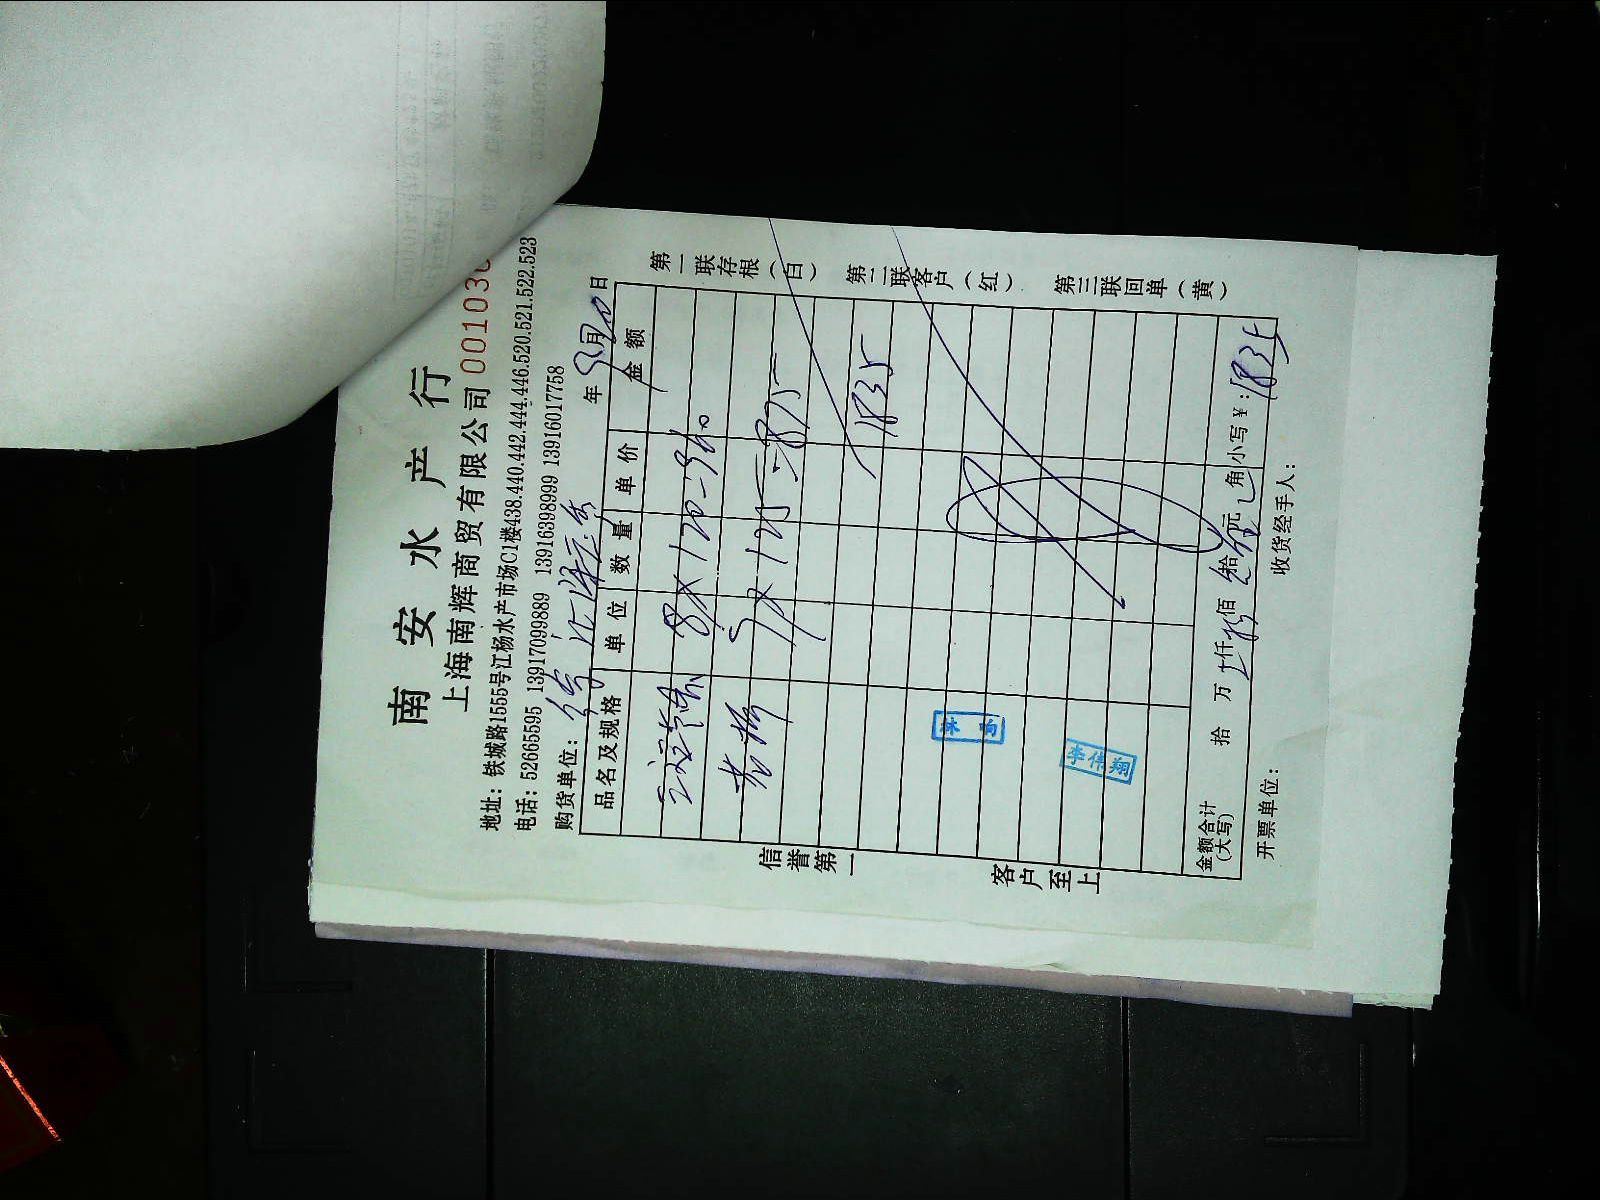 南安水产行
上海南辉商贸有限公司 001030
地址：铁城路1555号江杨水产市场C1楼438.440.442.444.446.520.521.522.523
电话：52665595 13917099889 13916398999 13916017758
购货单位： 年 月 日
品名及规格 单位 数量 单价 金额
8X120=960
7X125=875
1835
金额合计(大写) 拾 万 仟 佰 拾 元 角 小写￥：1835
开票单位： 收货经手人：
信誉第一
客户至上
第一联存根（白）
第二联客户（红）
第三联回单（黄）
李伟翔